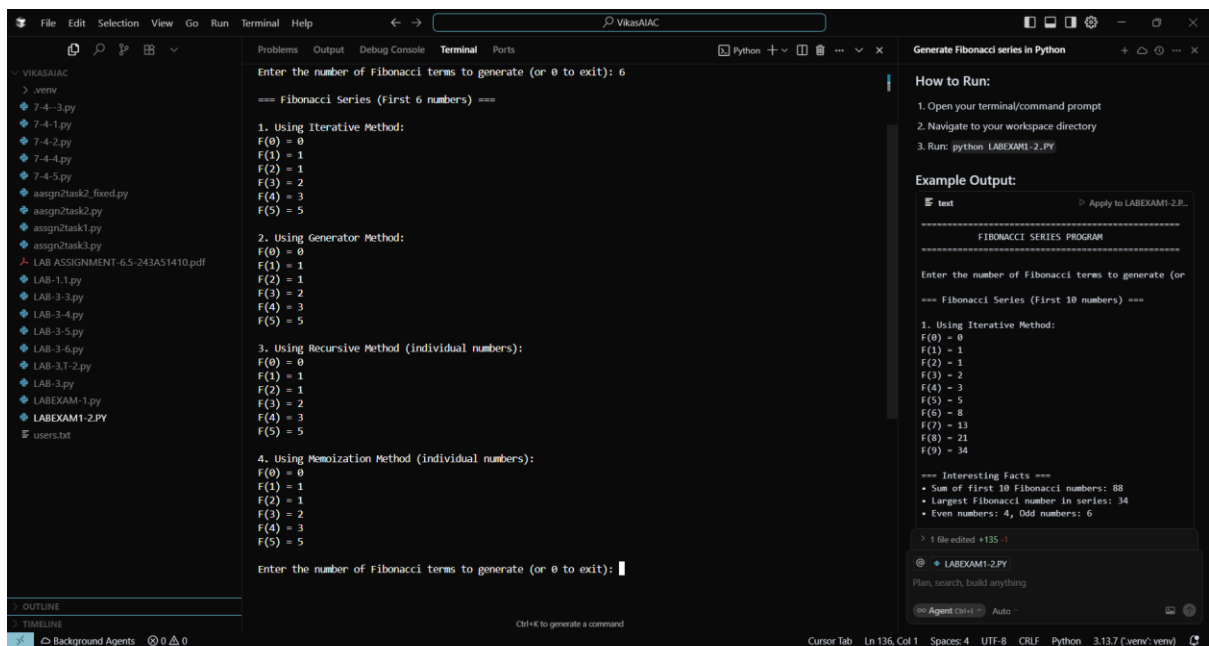 File Edit Selection View Go Run Terminal Help
VikasAIAC
VIKASAIAC
.venv
7-4--3.py
7-4-1.py
7-4-2.py
7-4-4.py
7-4-5.py
aasgn2task2_fixed.py
aasgn2task2.py
assgn1task1.py
assgn2task3.py
LAB ASSIGNMENT-6.5-243A51410.pdf
LAB-1.1.py
LAB-3-3.py
LAB-3-4.py
LAB-3-5.py
LAB-3-6.py
LAB-3,T-2.py
LAB-3.py
LABEXAM-1.py
LABEXAM1-2.PY
users.txt
OUTLINE
TIMELINE
Problems Output Debug Console Terminal Ports
Python
Enter the number of Fibonacci terms to generate (or 0 to exit): 6
=== Fibonacci Series (First 6 numbers) ===
1. Using Iterative Method:
F(0) = 0
F(1) = 1
F(2) = 1
F(3) = 2
F(4) = 3
F(5) = 5
2. Using Generator Method:
F(0) = 0
F(1) = 1
F(2) = 1
F(3) = 2
F(4) = 3
F(5) = 5
3. Using Recursive Method (individual numbers):
F(0) = 0
F(1) = 1
F(2) = 1
F(3) = 2
F(4) = 3
F(5) = 5
4. Using Memoization Method (individual numbers):
F(0) = 0
F(1) = 1
F(2) = 1
F(3) = 2
F(4) = 3
F(5) = 5
Enter the number of Fibonacci terms to generate (or 0 to exit):
Ctrl+K to generate a command
Generate Fibonacci series in Python
How to Run:
1. Open your terminal/command prompt
2. Navigate to your workspace directory
3. Run: python LABEXAM1-2.PY
Example Output:
text Apply to LABEXAM1-2.P...
==================================================
FIBONACCI SERIES PROGRAM
==================================================
Enter the number of Fibonacci terms to generate (or
=== Fibonacci Series (First 10 numbers) ===
1. Using Iterative Method:
F(0) = 0
F(1) = 1
F(2) = 1
F(3) = 2
F(4) = 3
F(5) = 5
F(6) = 8
F(7) = 13
F(8) = 21
F(9) = 34
=== Interesting Facts ===
• Sum of first 10 Fibonacci numbers: 88
• Largest Fibonacci number in series: 34
• Even numbers: 4, Odd numbers: 6
1 file edited +135 -1
@ LABEXAM1-2.PY
Plan, search, build anything
Agent Ctrl+I Auto
Background Agents 0 0
Cursor Tab Ln 136, Col 1 Spaces: 4 UTF-8 CRLF Python 3.13.7 ('.venv': venv)